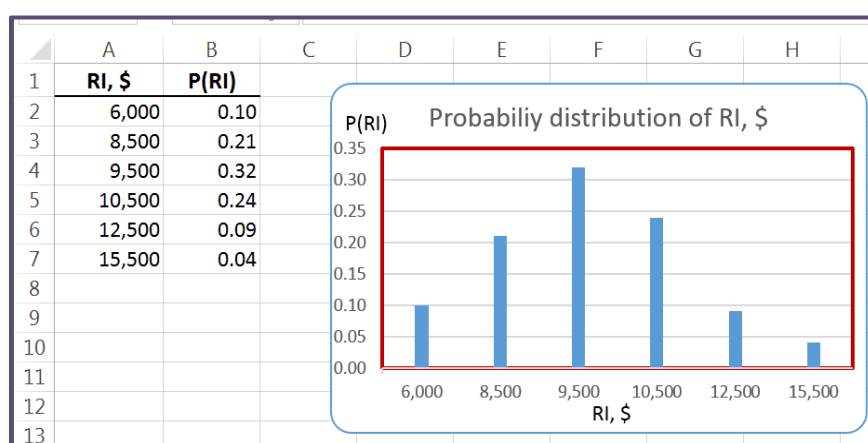 A B C D E F G H
1 RI, $ P(RI)
2 6,000 0.10
3 8,500 0.21
4 9,500 0.32
5 10,500 0.24
6 12,500 0.09
7 15,500 0.04
8
9
10
11
12
13
Probabiliy distribution of RI, $
P(RI)
0.35
0.30
0.25
0.20
0.15
0.10
0.05
0.00
6,000 8,500 9,500 10,500 12,500 15,500
RI, $